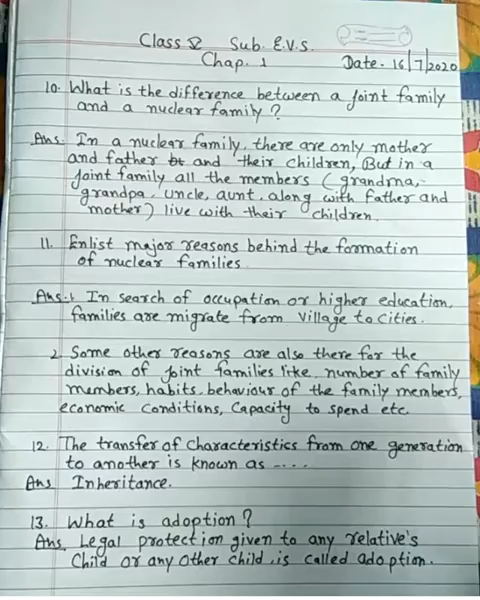 Class V Sub. E.V.S.
Chap. 1 Date. 16/7/2020
10. What is the difference between a joint family
and a nuclear family?
Ans. In a nuclear family, there are only mother
and father and their children, But in a
joint family all the members (grandma,
grandpa, uncle, aunt, along with father and
mother) live with their children.
11. Enlist major reasons behind the formation
of nuclear families
Ans.1. In search of occupation or higher education,
families are migrate from village to cities.
2. Some other reasons are also there for the
division of joint families like number of family
members, habits, behaviour of the family members,
economic conditions, capacity to spend etc.
12. The transfer of characteristics from one generation
to another is known as ....
Ans Inheritance.
13. What is adoption?
Ans. Legal protection given to any relative's
child or any other child, is called adoption.